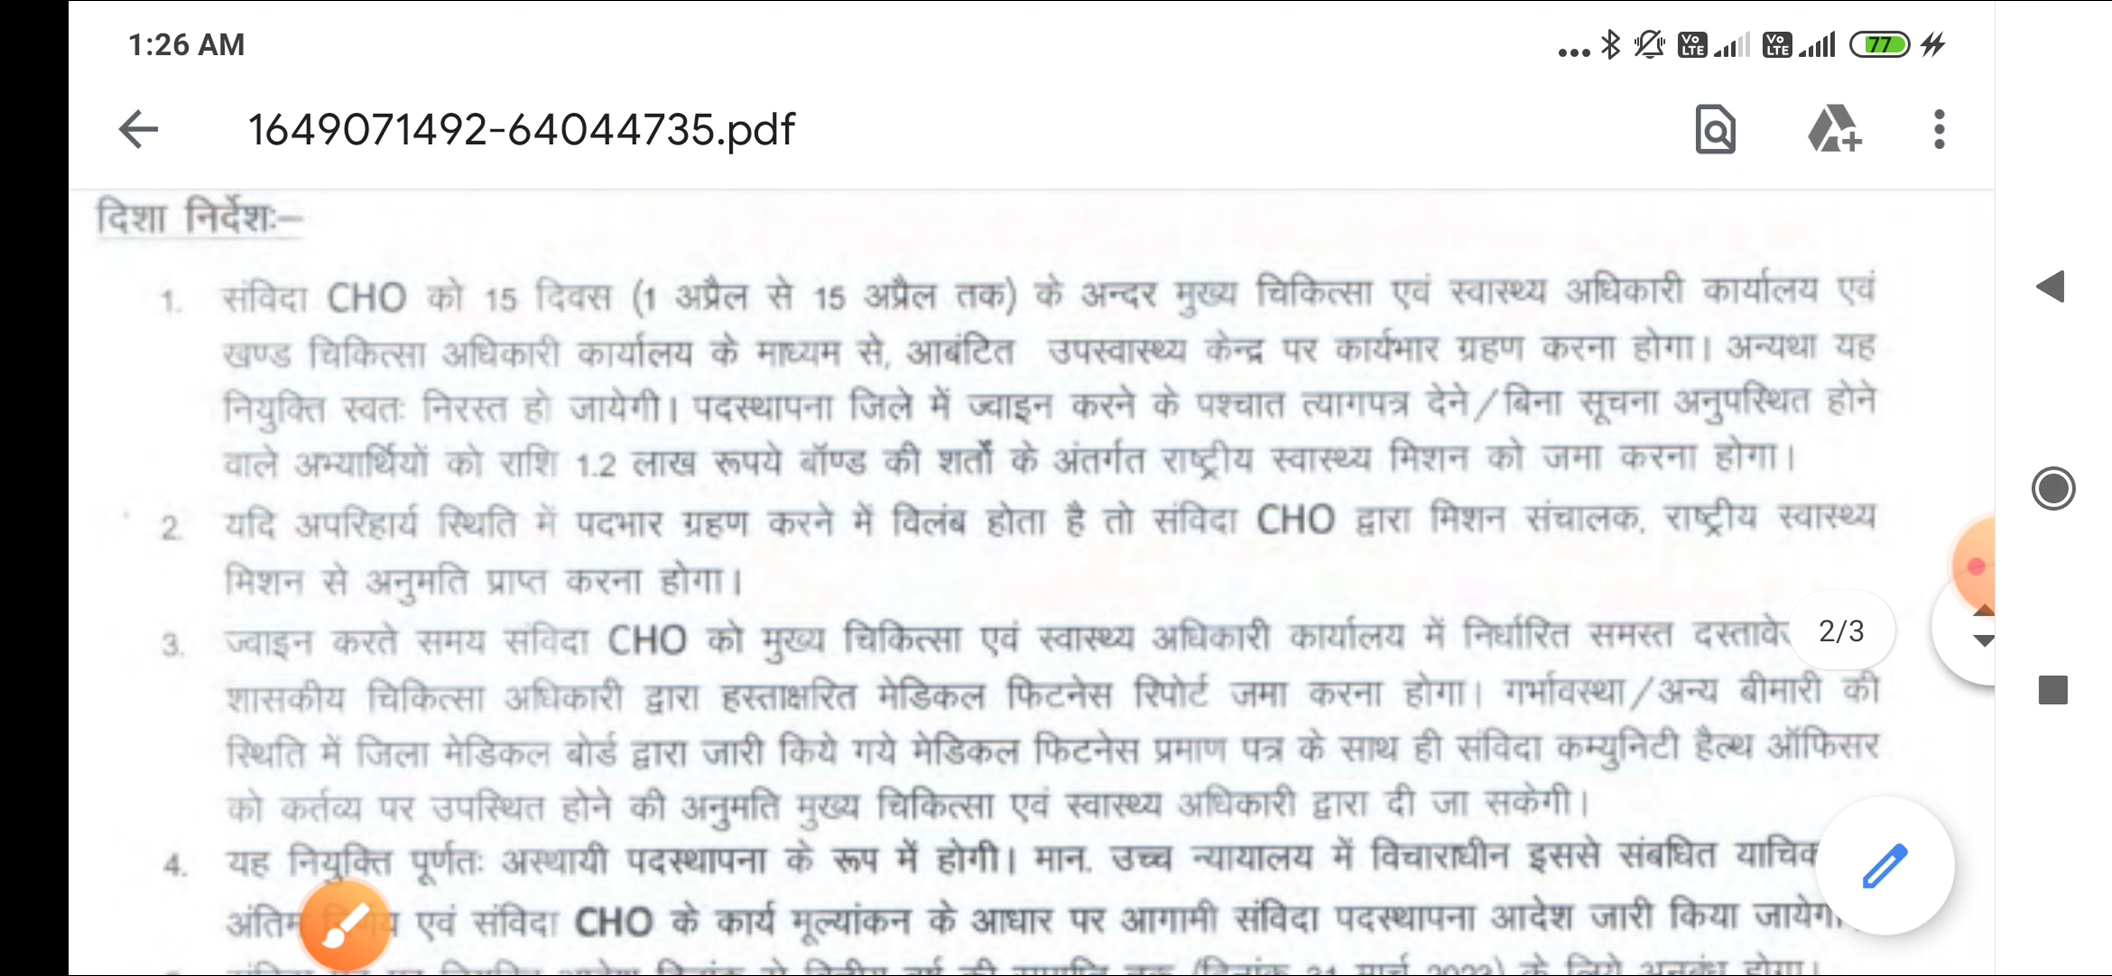 1:26 AM
Vo LTE Vo LTE 77
1649071492-64044735.pdf
दिशा निर्देशः—
1. संविदा CHO को 15 दिवस (1 अप्रैल से 15 अप्रैल तक) के अन्दर मुख्य चिकित्सा एवं स्वास्थ्य अधिकारी कार्यालय एवं
खण्ड चिकित्सा अधिकारी कार्यालय के माध्यम से, आबंटित उपस्वास्थ्य केन्द्र पर कार्यभार ग्रहण करना होगा। अन्यथा यह
नियुक्ति स्वतः निरस्त हो जायेगी। पदस्थापना जिले में ज्वाइन करने के पश्चात त्यागपत्र देने/बिना सूचना अनुपस्थित होने
वाले अभ्यार्थियों को राशि 1.2 लाख रूपये बॉण्ड की शर्तों के अंतर्गत राष्ट्रीय स्वास्थ्य मिशन को जमा करना होगा।
2. यदि अपरिहार्य स्थिति में पदभार ग्रहण करने में विलंब होता है तो संविदा CHO द्वारा मिशन संचालक, राष्ट्रीय स्वास्थ्य
मिशन से अनुमति प्राप्त करना होगा।
3. ज्वाइन करते समय संविदा CHO को मुख्य चिकित्सा एवं स्वास्थ्य अधिकारी कार्यालय में निर्धारित समस्त
2/3
शासकीय चिकित्सा अधिकारी द्वारा हस्ताक्षरित मेडिकल फिटनेस रिपोर्ट जमा करना होगा। गर्भावस्था/अन्य बीमारी की
स्थिति में जिला मेडिकल बोर्ड द्वारा जारी किये गये मेडिकल फिटनेस प्रमाण पत्र के साथ ही संविदा कम्युनिटी हैल्थ ऑफिसर
को कर्तव्य पर उपस्थित होने की अनुमति मुख्य चिकित्सा एवं स्वास्थ्य अधिकारी द्वारा दी जा सकेगी।
4. यह नियुक्ति पूर्णतः अस्थायी पदस्थापना के रूप में होगी। मान. उच्च न्यायालय में विचाराधीन इससे संबधित
एवं संविदा CHO के कार्य मूल्यांकन के आधार पर आगामी संविदा पदस्थापना आदेश जारी किया